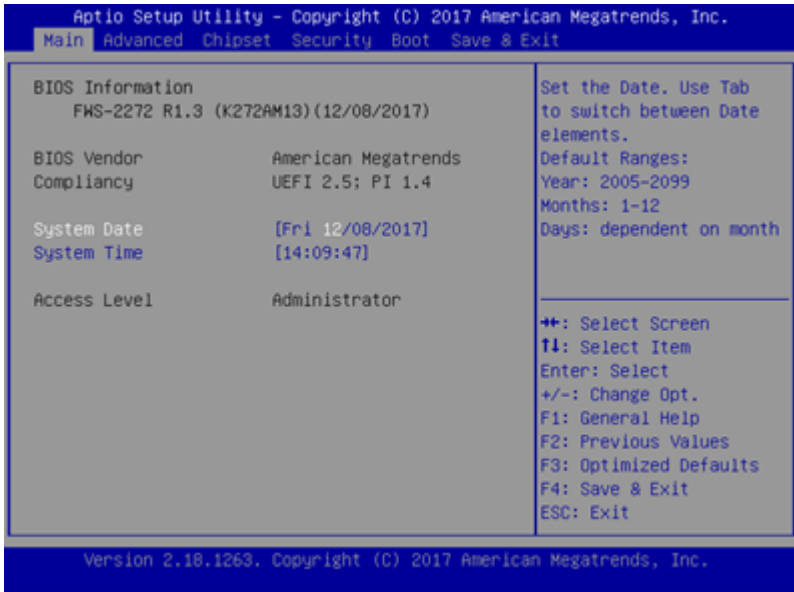 Aptio Setup Utility – Copyright (C) 2017 American Megatrends, Inc.
Main Advanced Chipset Security Boot Save & Exit
BIOS Information
FWS-2272 R1.3 (K272AM13)(12/08/2017)
BIOS Vendor American Megatrends
Compliancy UEFI 2.5; PI 1.4
System Date [Fri 12/08/2017]
System Time [14:09:47]
Access Level Administrator
Set the Date. Use Tab
to switch between Date
elements.
Default Ranges:
Year: 2005-2099
Months: 1-12
Days: dependent on month
→←: Select Screen
↑↓: Select Item
Enter: Select
+/-: Change Opt.
F1: General Help
F2: Previous Values
F3: Optimized Defaults
F4: Save & Exit
ESC: Exit
Version 2.18.1263. Copyright (C) 2017 American Megatrends, Inc.